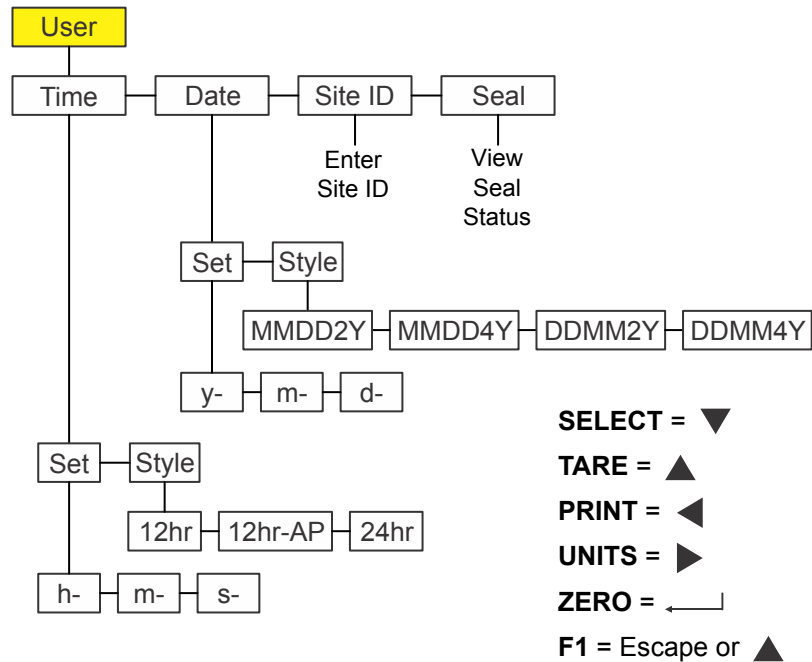 User
Time Date Site ID Seal
Enter
Site ID
View
Seal
Status
Set Style
MMDD2Y MMDD4Y DDMM2Y DDMM4Y
y- m- d-
Set Style
12hr 12hr-AP 24hr
h- m- s-
SELECT = ▼
TARE = ▲
PRINT = ◀
UNITS = ▶
ZERO = ↵
F1 = Escape or ▲